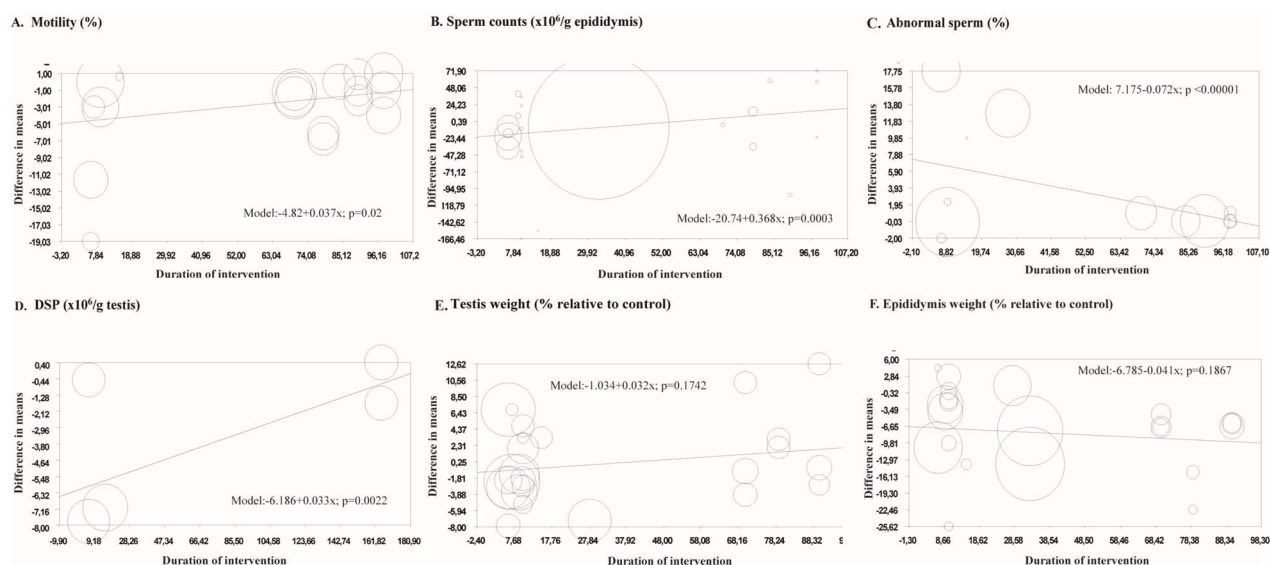 A. Motility (%)
1,00
-1,00
-3,01
-5,01
-7,01
-9,01
-11,02
-13,02
-15,02
-17,03
-19,03
Difference in means
-3,20 7,84 18,88 29,92 40,96 52,00 63,04 74,08 85,12 96,16 107,2
Duration of intervention
Model:-4.82+0.037x; p=0.02
B. Sperm counts (x10⁶/g epididymis)
71,90
48,06
24,23
0,39
-23,44
-47,28
-71,11
-94,95
-118,79
-142,62
-166,46
Difference in means
-3,20 7,84 18,88 29,92 40,96 52,00 63,04 74,08 85,12 96,16 107,20
Duration of intervention
Model:-20.74+0.368x; p=0.0003
C. Abnormal sperm (%)
17,75
15,78
13,80
11,83
9,85
7,88
5,90
3,93
1,95
-0,03
-2,00
Difference in means
-2,10 8,82 19,74 30,66 41,58 52,50 63,42 74,34 85,26 96,18 107,10
Duration of intervention
Model: 7.175-0.072x; p <0.00001
D. DSP (x10⁶/g testis)
0,40
-0,44
-1,28
-2,12
-2,96
-3,80
-4,64
-5,48
-6,32
-7,16
-8,00
Difference in means
-9,90 9,18 28,26 47,34 66,42 85,50 104,58 123,66 142,74 161,82 180,90
Duration of intervention
Model:-6.186+0.033x; p=0.0022
E. Testis weight (% relative to control)
12,62
10,56
8,50
6,43
4,37
2,31
0,25
-1,81
-3,88
-5,94
-8,00
Difference in means
-2,40 7,68 17,76 27,84 37,92 48,00 58,08 68,16 78,24 88,32 9
Duration of intervention
Model:-1.034+0.032x; p=0.1742
F. Epididymis weight (% relative to control)
6,00
2,84
-0,32
-3,49
-6,65
-9,81
-12,97
-16,13
-19,30
-22,46
-25,62
Difference in means
-1,30 8,66 18,62 28,58 38,54 48,50 58,46 68,42 78,38 88,34 98,30
Duration of intervention
Model:-6.785-0.041x; p=0.1867